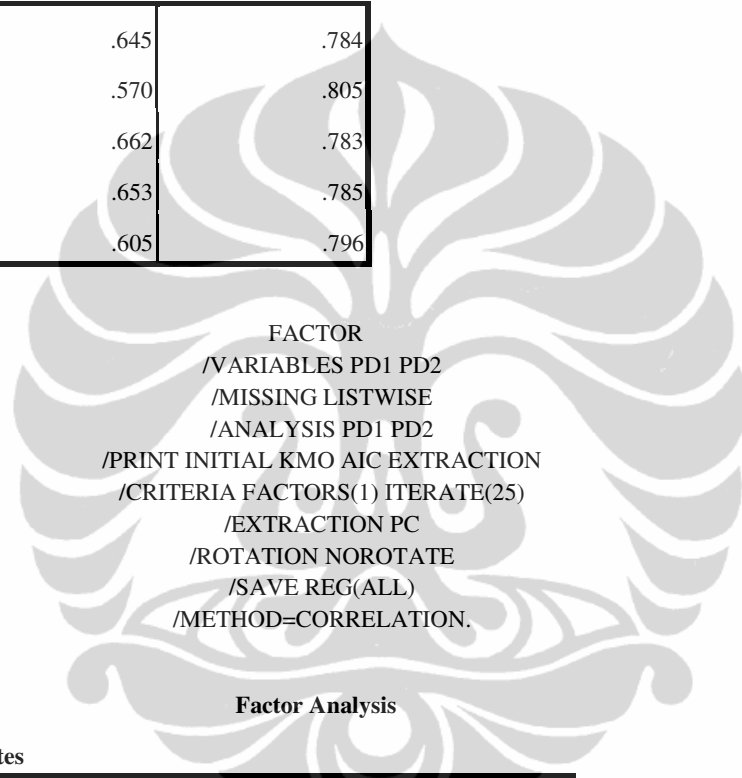 .645 .784
.570 .805
.662 .783
.653 .785
.605 .796
FACTOR
/VARIABLES PD1 PD2
/MISSING LISTWISE
/ANALYSIS PD1 PD2
/PRINT INITIAL KMO AIC EXTRACTION
/CRITERIA FACTORS(1) ITERATE(25)
/EXTRACTION PC
/ROTATION NOROTATE
/SAVE REG(ALL)
/METHOD=CORRELATION.
Factor Analysis